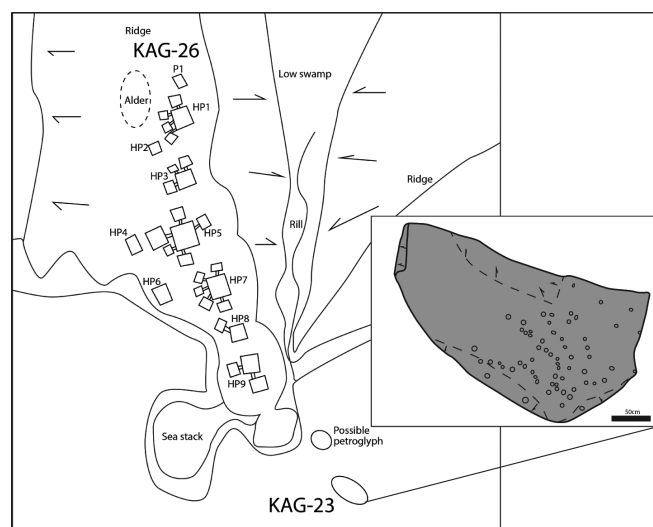 Ridge
KAG-26
P1
Low swamp
Alder
HP1
HP2
HP3
Ridge
Rill
HP4
HP5
HP6
HP7
HP8
HP9
50cm
Sea stack
Possible
petroglyph
KAG-23